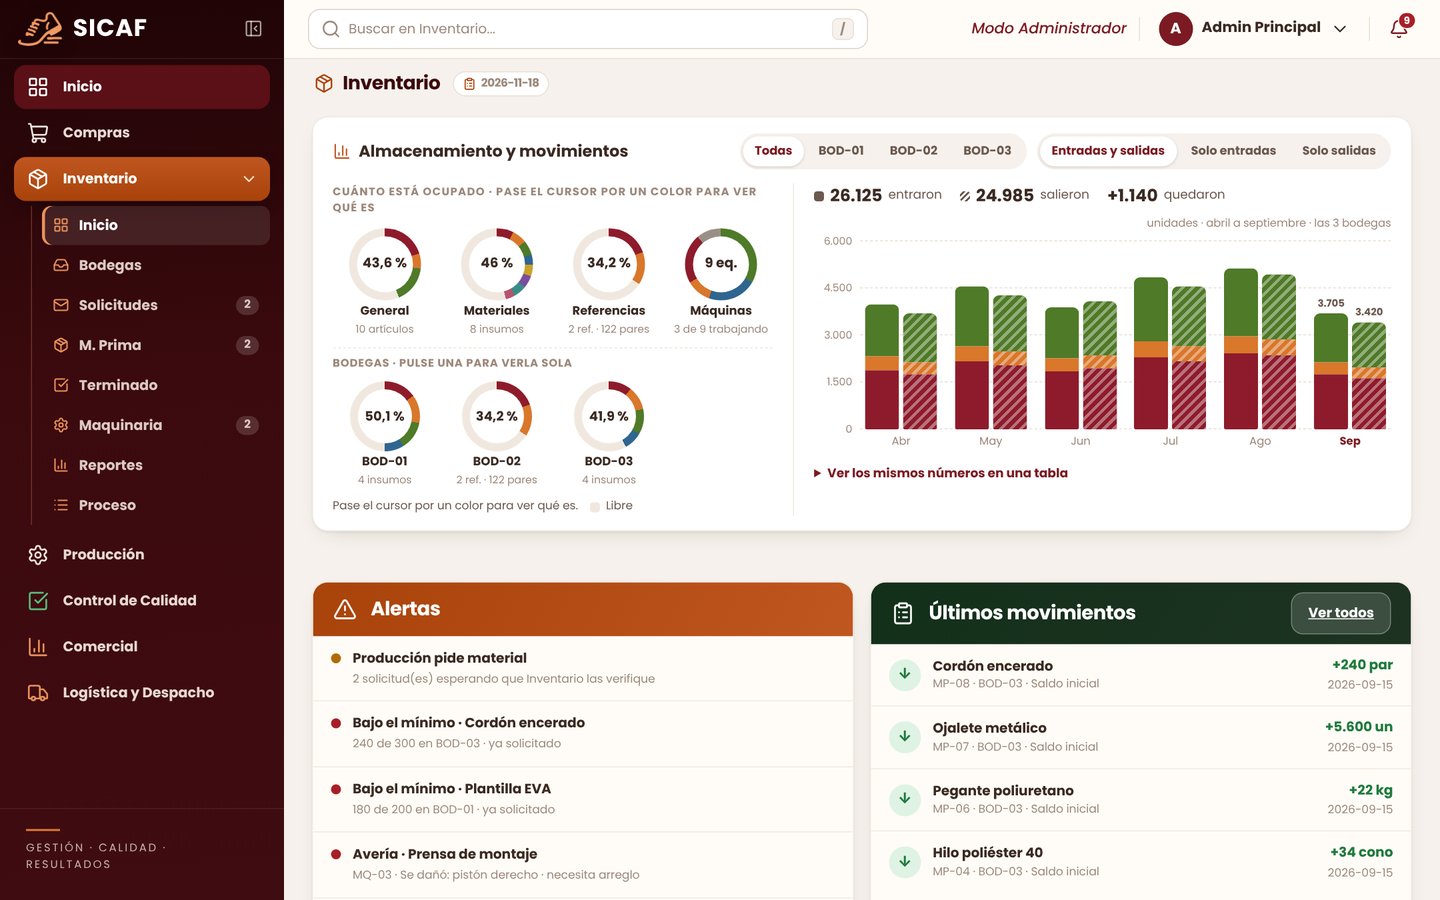 SICAF
Buscar en Inventario...
/
Modo Administrador
A
Admin Principal
9
Inicio
Compras
Inventario
Inicio
Bodegas
Solicitudes
2
M. Prima
2
Terminado
Maquinaria
2
Reportes
Proceso
Producción
Control de Calidad
Comercial
Logística y Despacho
GESTIÓN · CALIDAD ·
RESULTADOS
Inventario
2026-11-18
Almacenamiento y movimientos
Todas
BOD-01
BOD-02
BOD-03
Entradas y salidas
Solo entradas
Solo salidas
CUÁNTO ESTÁ OCUPADO · PASE EL CURSOR POR UN COLOR PARA VER
QUÉ ES
43,6 %
46 %
34,2 %
9 eq.
General
Materiales
Referencias
Máquinas
10 artículos
8 insumos
2 ref. · 122 pares
3 de 9 trabajando
BODEGAS · PULSE UNA PARA VERLA SOLA
50,1 %
34,2 %
41,9 %
BOD-01
BOD-02
BOD-03
4 insumos
2 ref. · 122 pares
4 insumos
Pase el cursor por un color para ver qué es.
Libre
26.125 entraron
24.985 salieron
+1.140 quedaron
unidades · abril a septiembre · las 3 bodegas
6.000
4.500
3.000
1.500
0
3.705
3.420
Abr
May
Jun
Jul
Ago
Sep
Ver los mismos números en una tabla
Alertas
Producción pide material
2 solicitud(es) esperando que Inventario las verifique
Bajo el mínimo · Cordón encerado
240 de 300 en BOD-03 · ya solicitado
Bajo el mínimo · Plantilla EVA
180 de 200 en BOD-01 · ya solicitado
Avería · Prensa de montaje
MQ-03 · Se dañó: pistón derecho · necesita arreglo
Últimos movimientos
Ver todos
Cordón encerado
+240 par
MP-08 · BOD-03 · Saldo inicial
2026-09-15
Ojalete metálico
+5.600 un
MP-07 · BOD-03 · Saldo inicial
2026-09-15
Pegante poliuretano
+22 kg
MP-06 · BOD-03 · Saldo inicial
2026-09-15
Hilo poliéster 40
+34 cono
MP-04 · BOD-03 · Saldo inicial
2026-09-15